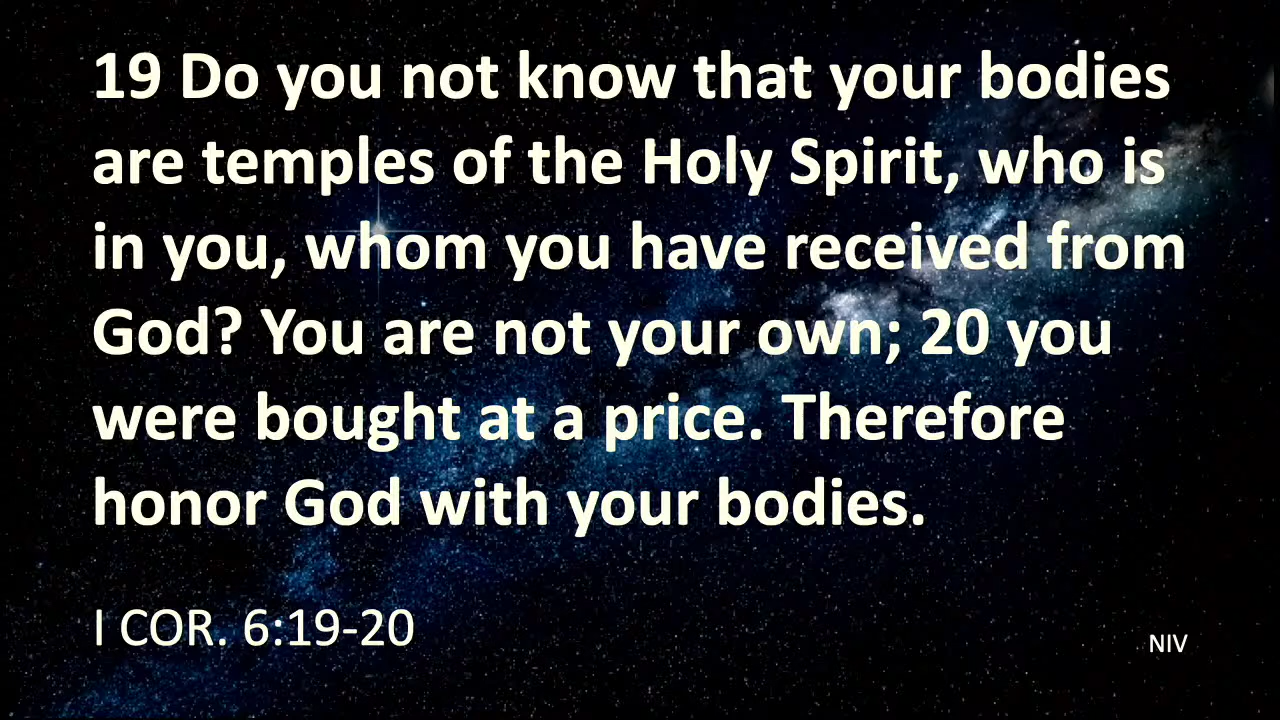 19 Do you not know that your bodies
are temples of the Holy Spirit, who is
in you, whom you have received from
God? You are not your own; 20 you
were bought at a price. Therefore
honor God with your bodies.
I COR. 6:19-20
NIV